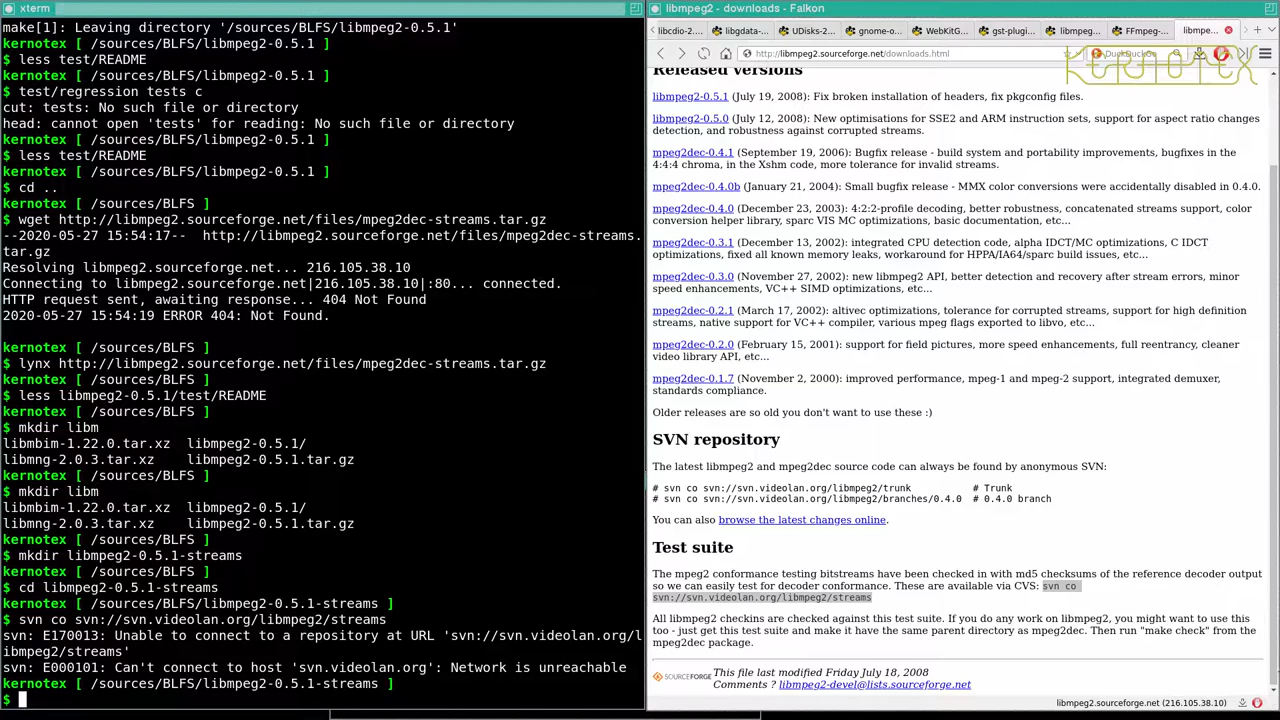 xterm
make[1]: Leaving directory '/sources/BLFS/libmpeg2-0.5.1'
kernotex [ /sources/BLFS/libmpeg2-0.5.1 ]
$ less test/README
kernotex [ /sources/BLFS/libmpeg2-0.5.1 ]
$ test/regression tests c
cut: tests: No such file or directory
head: cannot open 'tests' for reading: No such file or directory
kernotex [ /sources/BLFS/libmpeg2-0.5.1 ]
$ less test/README
kernotex [ /sources/BLFS/libmpeg2-0.5.1 ]
$ cd ..
kernotex [ /sources/BLFS ]
$ wget http://libmpeg2.sourceforge.net/files/mpeg2dec-streams.tar.gz
--2020-05-27 15:54:17--  http://libmpeg2.sourceforge.net/files/mpeg2dec-streams.
tar.gz
Resolving libmpeg2.sourceforge.net... 216.105.38.10
Connecting to libmpeg2.sourceforge.net|216.105.38.10|:80... connected.
HTTP request sent, awaiting response... 404 Not Found
2020-05-27 15:54:19 ERROR 404: Not Found.
kernotex [ /sources/BLFS ]
$ lynx http://libmpeg2.sourceforge.net/files/mpeg2dec-streams.tar.gz
kernotex [ /sources/BLFS ]
$ less libmpeg2-0.5.1/test/README
kernotex [ /sources/BLFS ]
$ mkdir libm
libmbim-1.22.0.tar.xz  libmpeg2-0.5.1/
libmng-2.0.3.tar.xz    libmpeg2-0.5.1.tar.gz
kernotex [ /sources/BLFS ]
$ mkdir libm
libmbim-1.22.0.tar.xz  libmpeg2-0.5.1/
libmng-2.0.3.tar.xz    libmpeg2-0.5.1.tar.gz
kernotex [ /sources/BLFS ]
$ mkdir libmpeg2-0.5.1-streams
kernotex [ /sources/BLFS ]
$ cd libmpeg2-0.5.1-streams
kernotex [ /sources/BLFS/libmpeg2-0.5.1-streams ]
$ svn co svn://svn.videolan.org/libmpeg2/streams
svn: E170013: Unable to connect to a repository at URL 'svn://svn.videolan.org/l
ibmpeg2/streams'
svn: E000101: Can't connect to host 'svn.videolan.org': Network is unreachable
kernotex [ /sources/BLFS/libmpeg2-0.5.1-streams ]
$
libmpeg2 - downloads - Falkon
libcdio-2.... libgdata-... UDisks-2... gnome-o... WebKitG... gst-plugi... libmpeg... FFmpeg-... libmpe...
http://libmpeg2.sourceforge.net/downloads.html DuckDuckGo
KERNOTEX
Released versions
libmpeg2-0.5.1 (July 19, 2008): Fix broken installation of headers, fix pkgconfig files.
libmpeg2-0.5.0 (July 12, 2008): New optimisations for SSE2 and ARM instruction sets, support for aspect ratio changes
detection, and robustness against corrupted streams.
mpeg2dec-0.4.1 (September 19, 2006): Bugfix release - build system and portability improvements, bugfixes in the
4:4:4 chroma, in the Xshm code, more tolerance for invalid streams.
mpeg2dec-0.4.0b (January 21, 2004): Small bugfix release - MMX color conversions were accidentally disabled in 0.4.0.
mpeg2dec-0.4.0 (December 23, 2003): 4:2:2-profile decoding, better robustness, concatenated streams support, color
conversion helper library, sparc VIS MC optimizations, basic documentation, etc...
mpeg2dec-0.3.1 (December 13, 2002): integrated CPU detection code, alpha IDCT/MC optimizations, C IDCT
optimizations, fixed all known memory leaks, workaround for HPPA/IA64/sparc build issues, etc...
mpeg2dec-0.3.0 (November 27, 2002): new libmpeg2 API, better detection and recovery after stream errors, minor
speed enhancements, VC++ SIMD optimizations, etc...
mpeg2dec-0.2.1 (March 17, 2002): altivec optimizations, tolerance for corrupted streams, support for high definition
streams, native support for VC++ compiler, various mpeg flags exported to libvo, etc...
mpeg2dec-0.2.0 (February 15, 2001): support for field pictures, more speed enhancements, full reentrancy, cleaner
video library API, etc...
mpeg2dec-0.1.7 (November 2, 2000): improved performance, mpeg-1 and mpeg-2 support, integrated demuxer,
standards compliance.
Older releases are so old you don't want to use these :)
SVN repository
The latest libmpeg2 and mpeg2dec source code can always be found by anonymous SVN:
# svn co svn://svn.videolan.org/libmpeg2/trunk # Trunk
# svn co svn://svn.videolan.org/libmpeg2/branches/0.4.0 # 0.4.0 branch
You can also browse the latest changes online.
Test suite
The mpeg2 conformance testing bitstreams have been checked in with md5 checksums of the reference decoder output
so we can easily test for decoder conformance. These are available via CVS: svn co
svn://svn.videolan.org/libmpeg2/streams
All libmpeg2 checkins are checked against this test suite. If you do any work on libmpeg2, you might want to use this
too - just get this test suite and make it have the same parent directory as mpeg2dec. Then run "make check" from the
mpeg2dec package.
SOURCEFORGE This file last modified Friday July 18, 2008
Comments ? libmpeg2-devel@lists.sourceforge.net
libmpeg2.sourceforge.net (216.105.38.10)